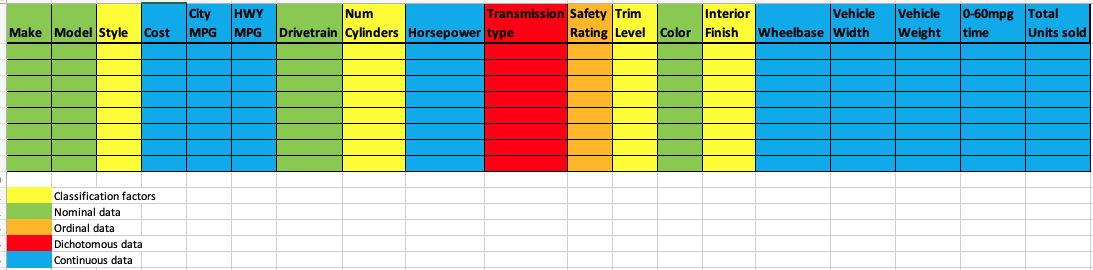 Make Model Style Cost City MPG HWY MPG Drivetrain Num Cylinders Horsepower Transmission type Safety Rating Trim Level Color Interior Finish Wheelbase Vehicle Width Vehicle Weight 0-60mpg time Total Units sold
Classification factors
Nominal data
Ordinal data
Dichotomous data
Continuous data